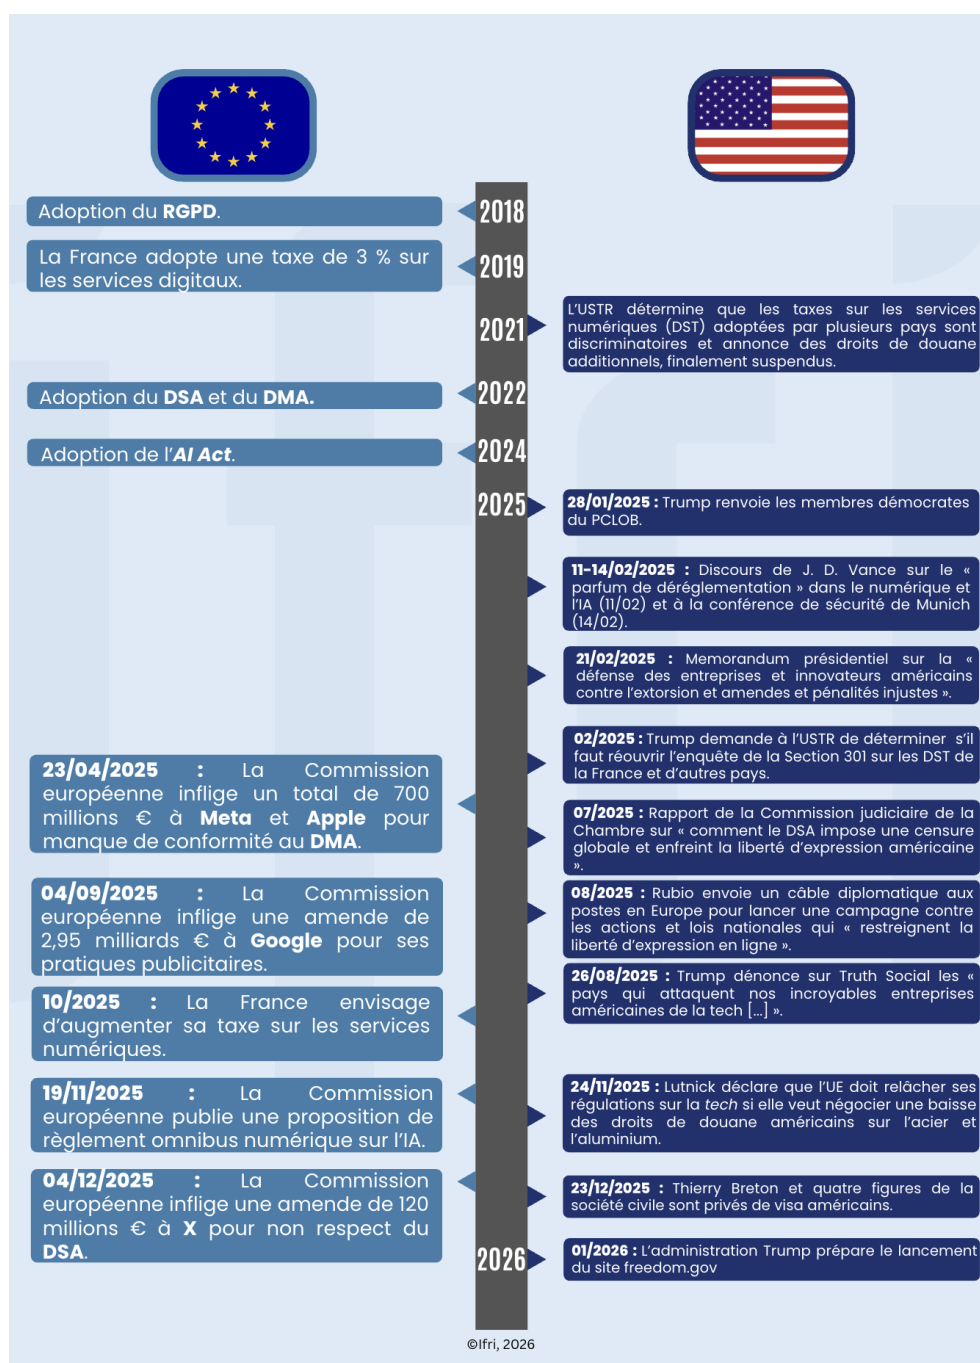 2018
Adoption du RGPD.
2019
La France adopte une taxe de 3 % sur
les services digitaux.
2021
L'USTR détermine que les taxes sur les services
numériques (DST) adoptées par plusieurs pays sont
discriminatoires et annonce des droits de douane
additionnels, finalement suspendus.
2022
Adoption du DSA et du DMA.
2024
Adoption de l'AI Act.
2025
28/01/2025 : Trump renvoie les membres démocrates
du PCLOB.
11-14/02/2025 : Discours de J. D. Vance sur le «
parfum de déréglementation » dans le numérique et
l'IA (11/02) et à la conférence de sécurité de Munich
(14/02).
21/02/2025 : Memorandum présidentiel sur la «
défense des entreprises et innovateurs américains
contre l'extorsion et amendes et pénalités injustes ».
02/2025 : Trump demande à l'USTR de déterminer s'il
faut réouvrir l'enquête de la Section 301 sur les DST de
la France et d'autres pays.
23/04/2025 : La Commission
européenne inflige un total de 700
millions € à Meta et Apple pour
manque de conformité au DMA.
07/2025 : Rapport de la Commission judiciaire de la
Chambre sur « comment le DSA impose une censure
globale et enfreint la liberté d'expression américaine
».
08/2025 : Rubio envoie un câble diplomatique aux
postes en Europe pour lancer une campagne contre
les actions et lois nationales qui « restreignent la
liberté d'expression en ligne ».
04/09/2025 : La Commission
européenne inflige une amende de
2,95 milliards € à Google pour ses
pratiques publicitaires.
26/08/2025 : Trump dénonce sur Truth Social les «
pays qui attaquent nos incroyables entreprises
américaines de la tech [...] ».
10/2025 : La France envisage
d'augmenter sa taxe sur les services
numériques.
19/11/2025 : La Commission
européenne publie une proposition de
règlement omnibus numérique sur l'IA.
24/11/2025 : Lutnick déclare que l'UE doit relâcher ses
régulations sur la tech si elle veut négocier une baisse
des droits de douane américains sur l'acier et
l'aluminium.
04/12/2025 : La Commission
européenne inflige une amende de 120
millions € à X pour non respect du
DSA.
23/12/2025 : Thierry Breton et quatre figures de la
société civile sont privés de visa américains.
2026
01/2026 : L'administration Trump prépare le lancement
du site freedom.gov
©Ifri, 2026